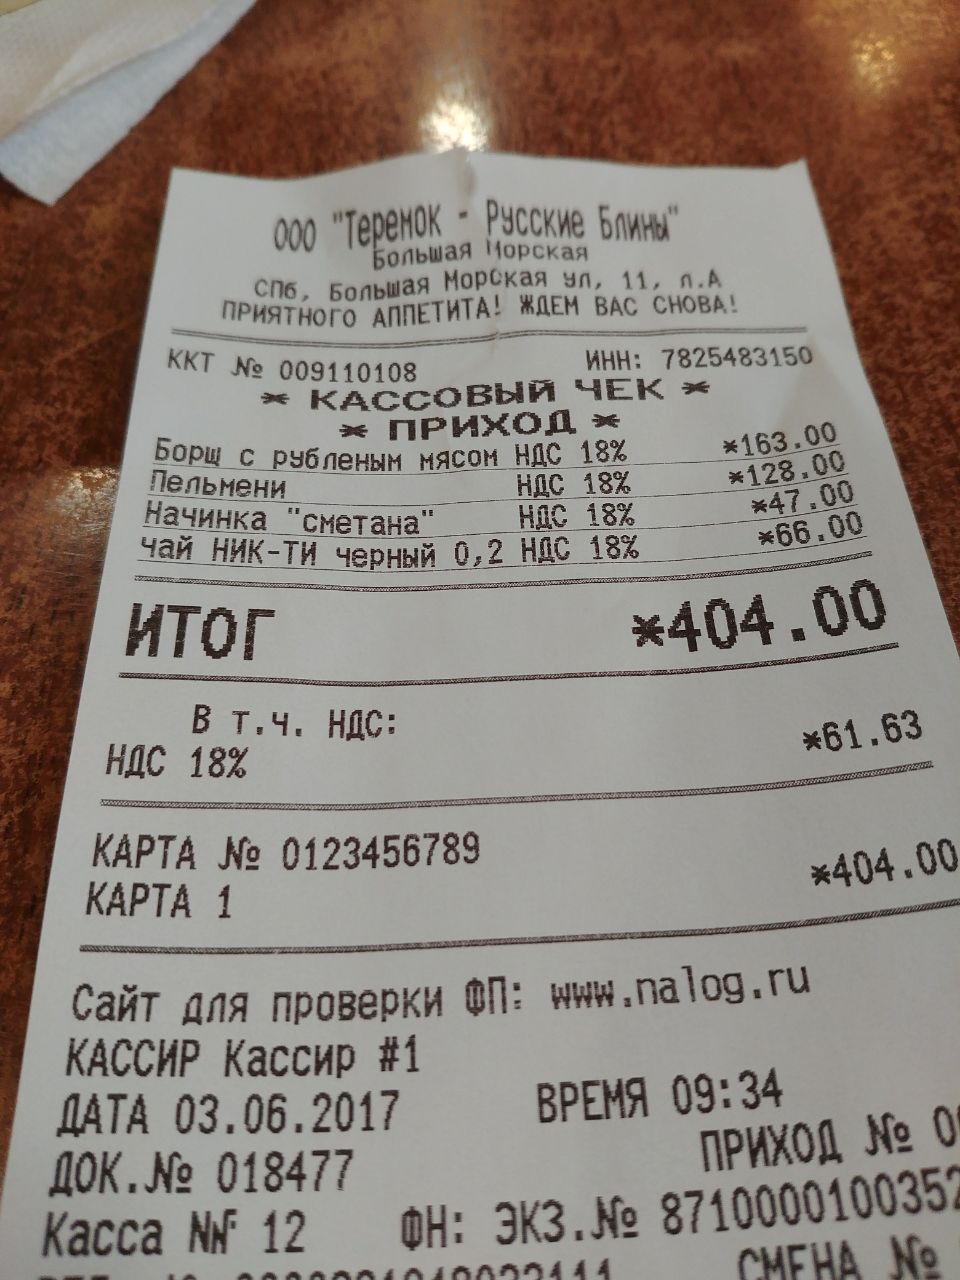 ООО "Теремок - Русские Блины"
Большая Морская
СПб, Большая Морская ул, 11, л.А
ПРИЯТНОГО АППЕТИТА! ЖДЕМ ВАС СНОВА!
ККТ № 009110108 ИНН: 7825483150
* КАССОВЫЙ ЧЕК *
* ПРИХОД *
Борщ с рубленым мясом НДС 18% *163.00
Пельмени НДС 18% *128.00
Начинка "сметана" НДС 18% *47.00
чай НИК-ТИ черный 0,2 НДС 18% *66.00
ИТОГ *404.00
В т.ч. НДС:
НДС 18% *61.63
КАРТА № 0123456789
КАРТА 1 *404.00
Сайт для проверки ФП: www.nalog.ru
КАССИР Кассир #1
ДАТА 03.06.2017 ВРЕМЯ 09:34
ДОК.№ 018477 ПРИХОД №
Касса № 12 ФН: ЭКЗ.№ 871000010035
СМЕНА №